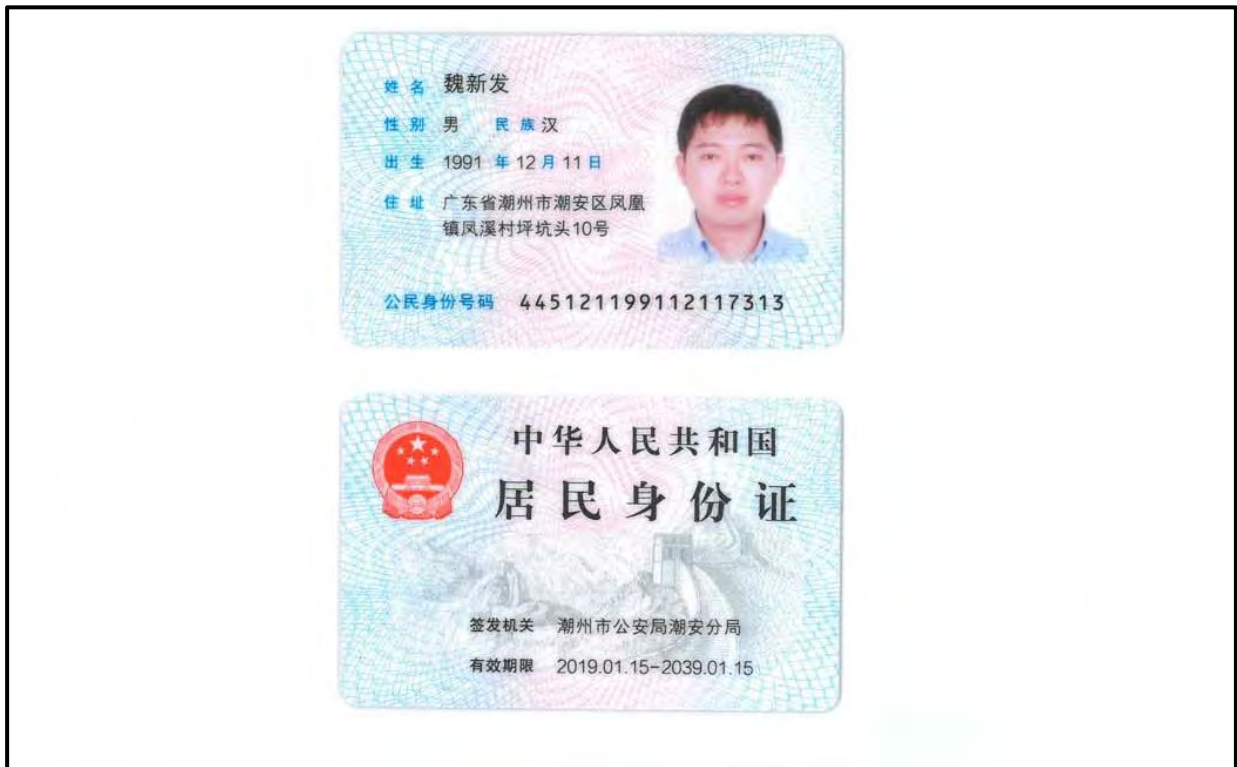 姓名 魏新发
性别 男 民族 汉
出生 1991 年 12 月 11 日
住址 广东省潮州市潮安区凤凰
镇凤溪村坪坑头10号
公民身份号码 445121199112117313
中华人民共和国
居民身份证
签发机关 潮州市公安局潮安分局
有效期限 2019.01.15-2039.01.15